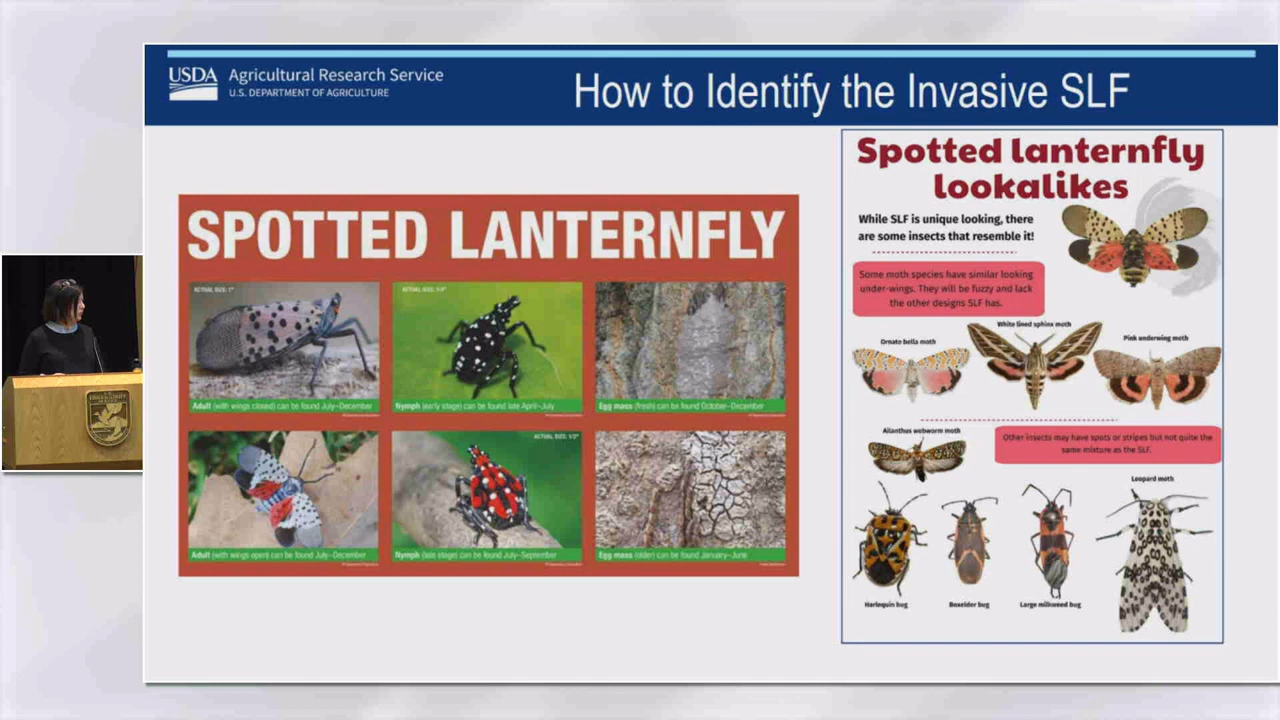 USDA
Agricultural Research Service
U.S. DEPARTMENT OF AGRICULTURE
How to Identify the Invasive SLF
SPOTTED LANTERNFLY
ACTUAL SIZE: 1"
Adult (with wings closed) can be found July–December
Nymph (early stage) can be found late April–July
Egg mass (fresh) can be found October–December
ACTUAL SIZE: 1/2"
Adult (with wings open) can be found July–December
Nymph (late stage) can be found July–September
Egg mass (older) can be found January–June
Spotted lanternfly
lookalikes
While SLF is unique looking, there
are some insects that resemble it!
Some moth species have similar looking
under-wings. They will be fuzzy and lack
the other designs SLF has.
White lined sphinx moth
Ornate bella moth
Pink underwing moth
Ailanthus webworm moth
Other insects may have spots or stripes but not quite the
same mixture as the SLF.
Leopard moth
Harlequin bug
Boxelder bug
Large milkweed bug